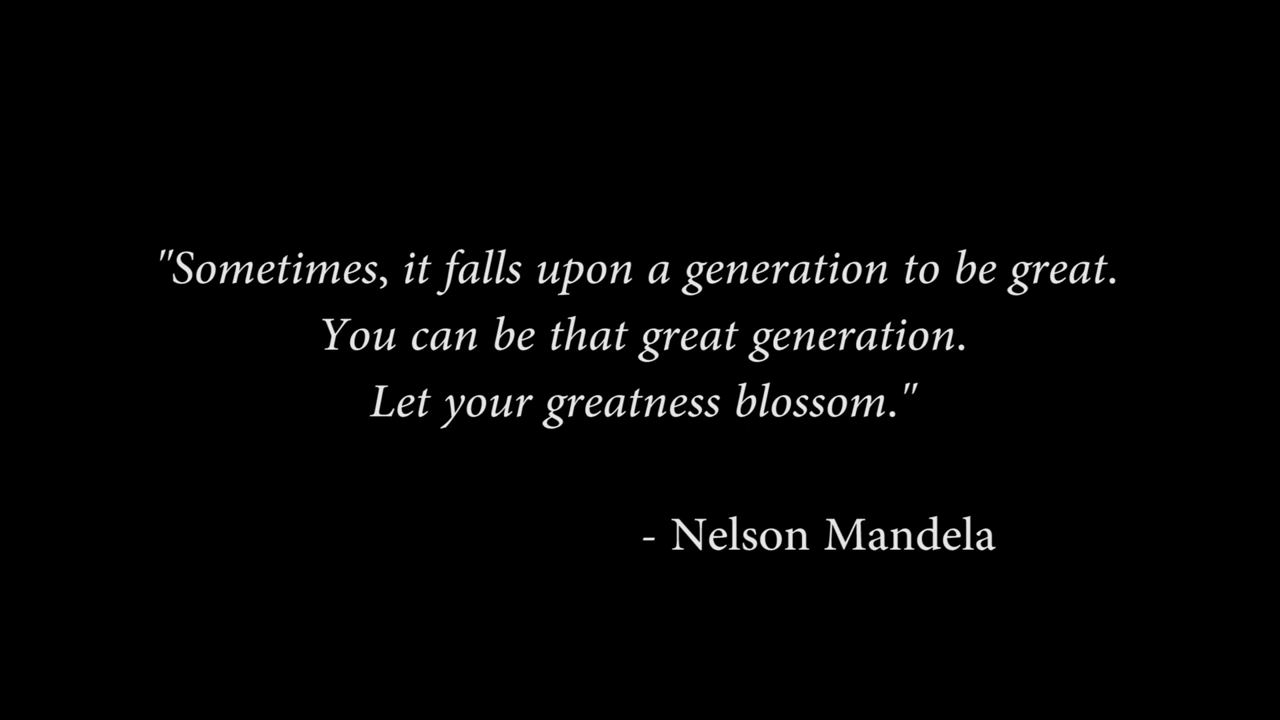 "Sometimes, it falls upon a generation to be great.
You can be that great generation.
Let your greatness blossom."
- Nelson Mandela